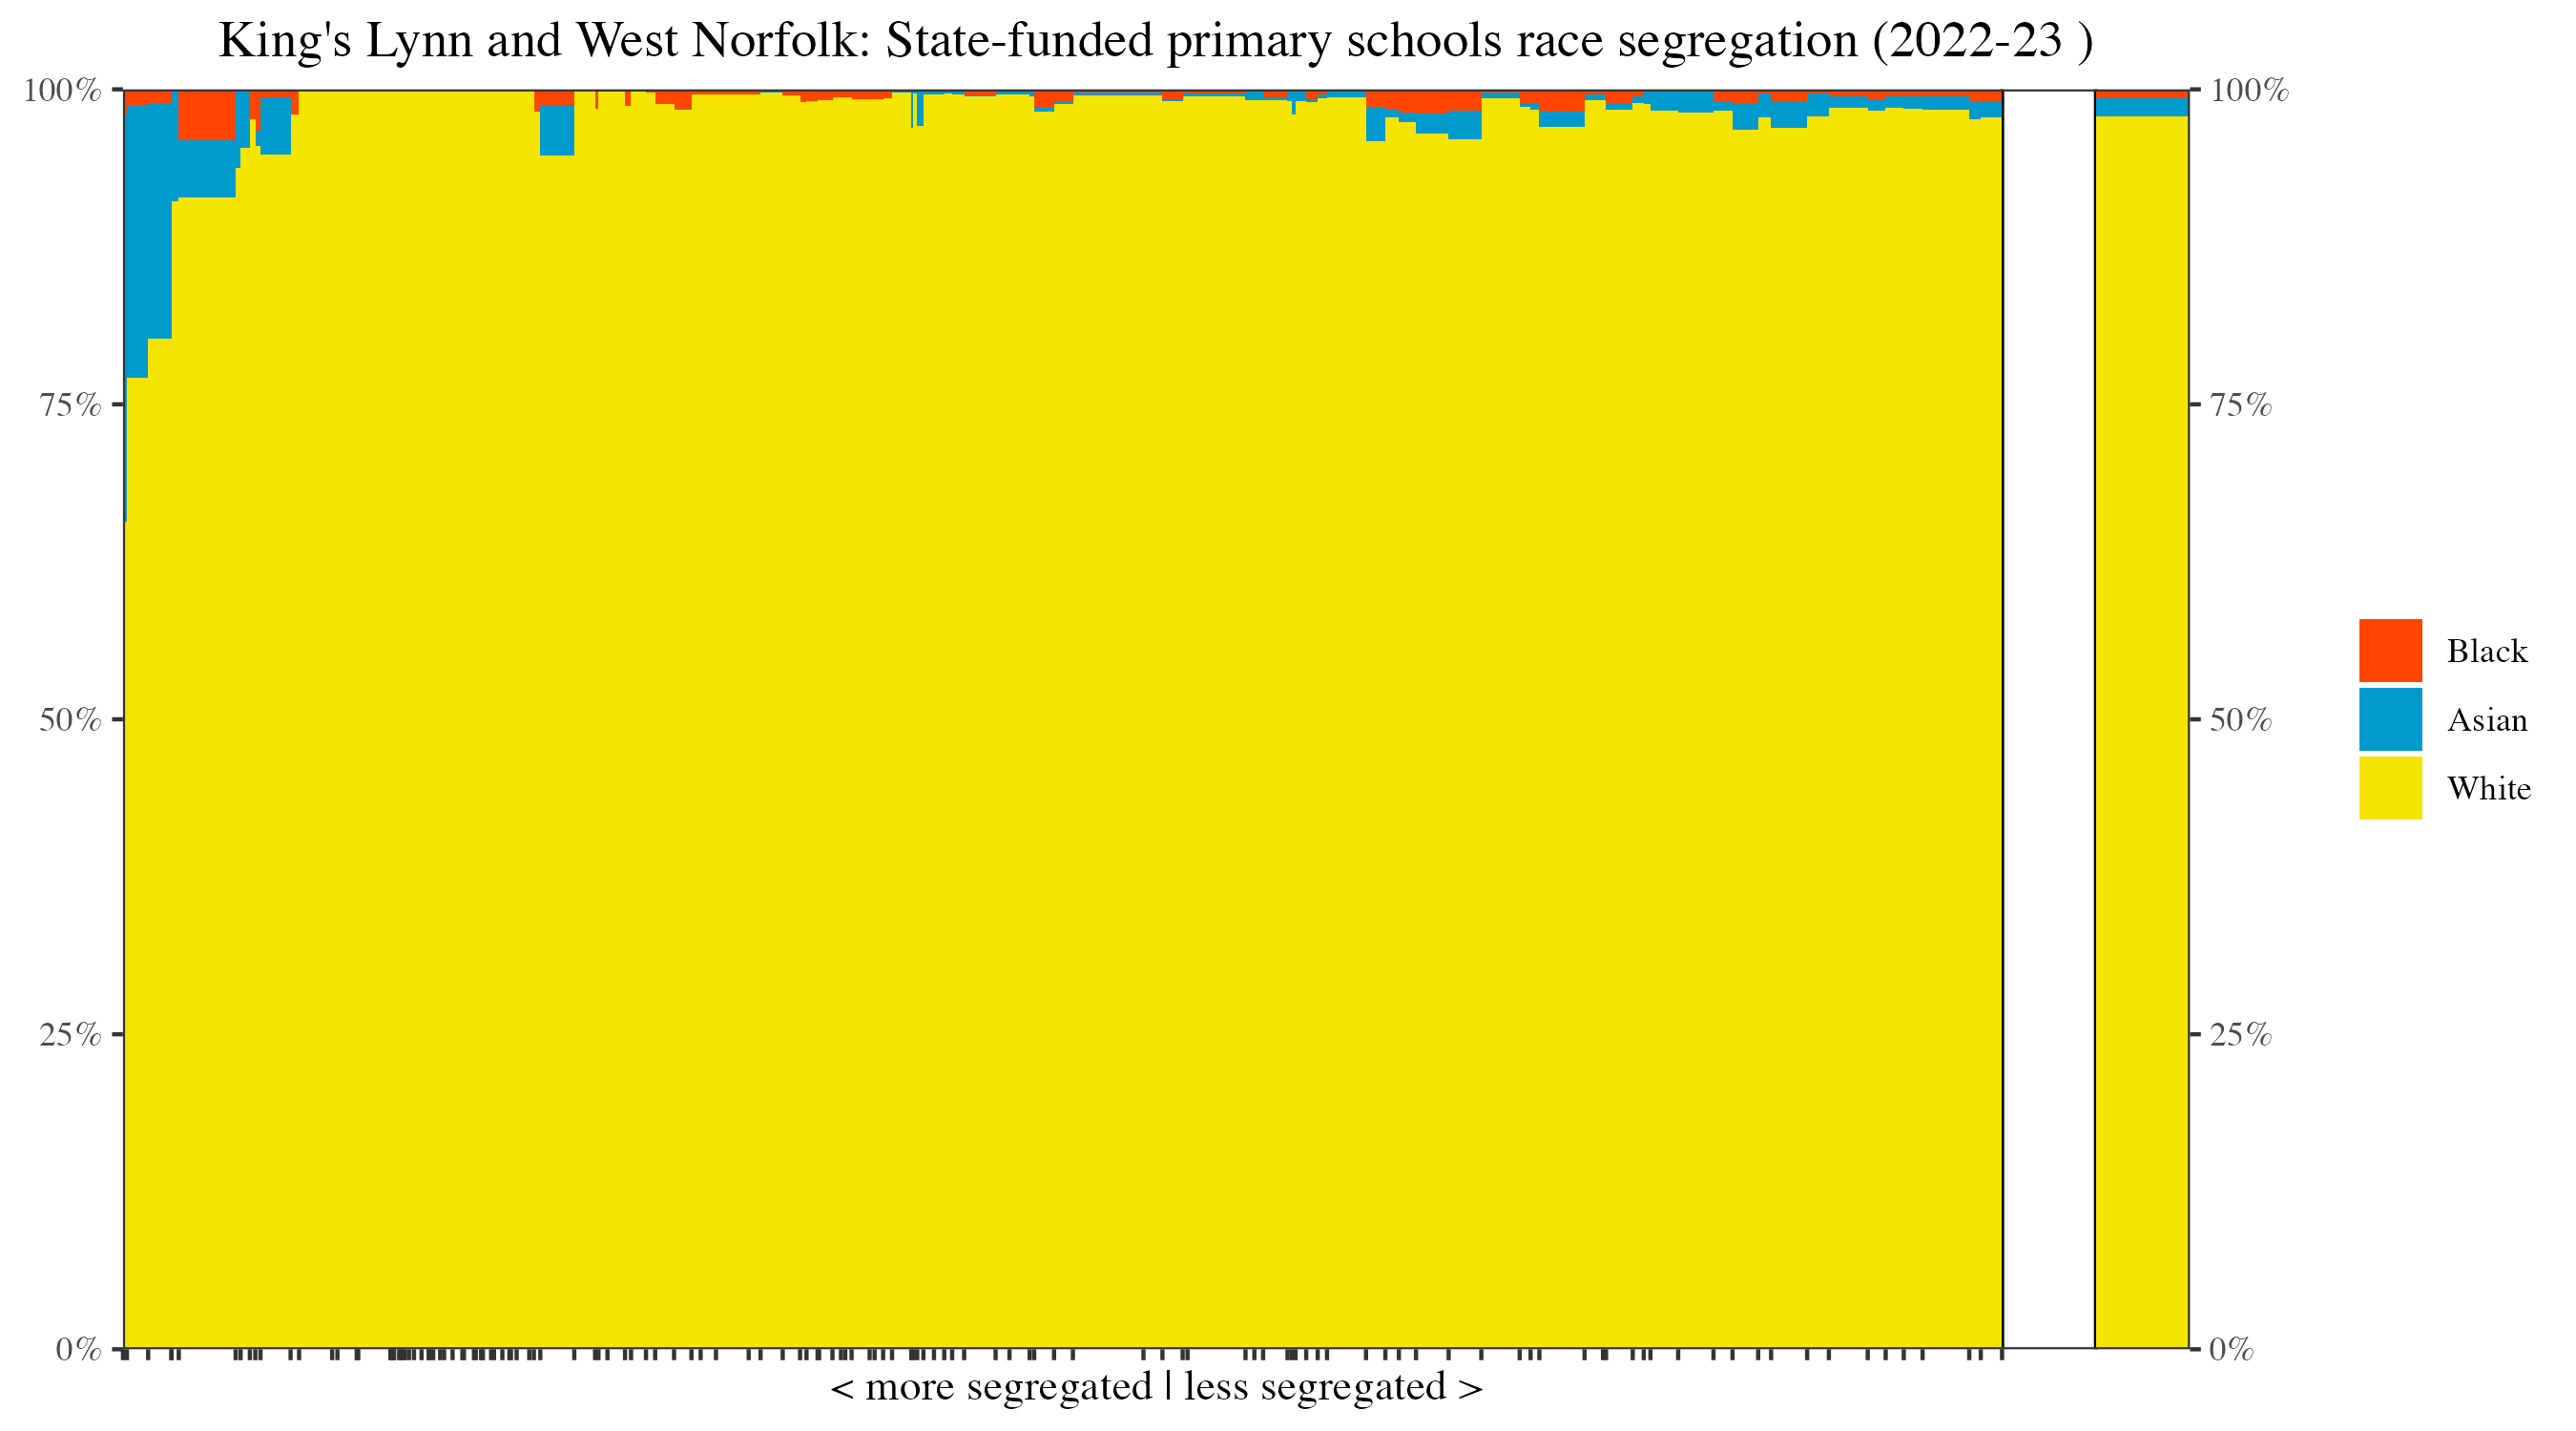 King's Lynn and West Norfolk: State-funded primary schools race segregation (2022-23 )
100%
75%
50%
25%
0%
100%
75%
50%
25%
0%
< more segregated | less segregated >
Black
Asian
White